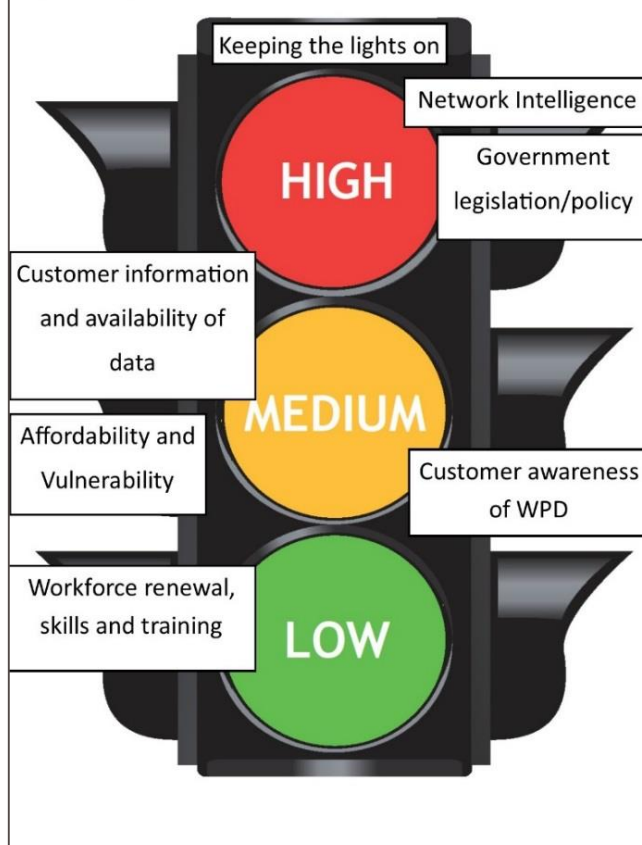 Keeping the lights on
Network Intelligence
HIGH
Government
legislation/policy
Customer information
and availability of
data
MEDIUM
Affordability and
Vulnerability
Customer awareness
of WPD
Workforce renewal,
skills and training
LOW